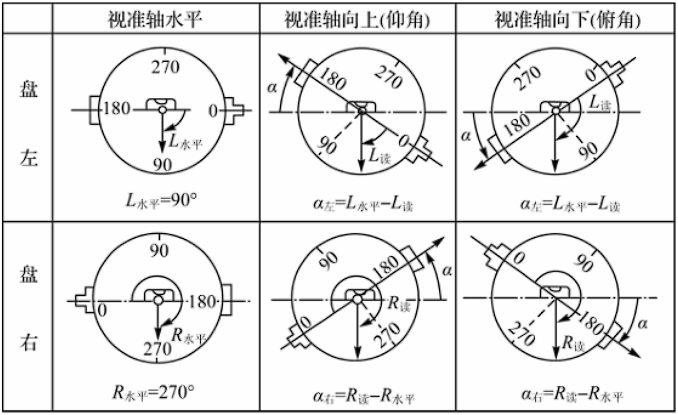 视准轴水平
视准轴向上(仰角)
视准轴向下(俯角)
盘
左
270
180
0
90
L水平
L水平=90°
α
180
270
90
0
L读
α左=L水平−L读
270
0
L读
α
180
90
α左=L水平−L读
盘
右
90
0
180
270
R水平
R水平=270°
90
180
α
R读
0
270
α右=R读−R水平
0
90
270
180
α
R读
α右=R读−R水平